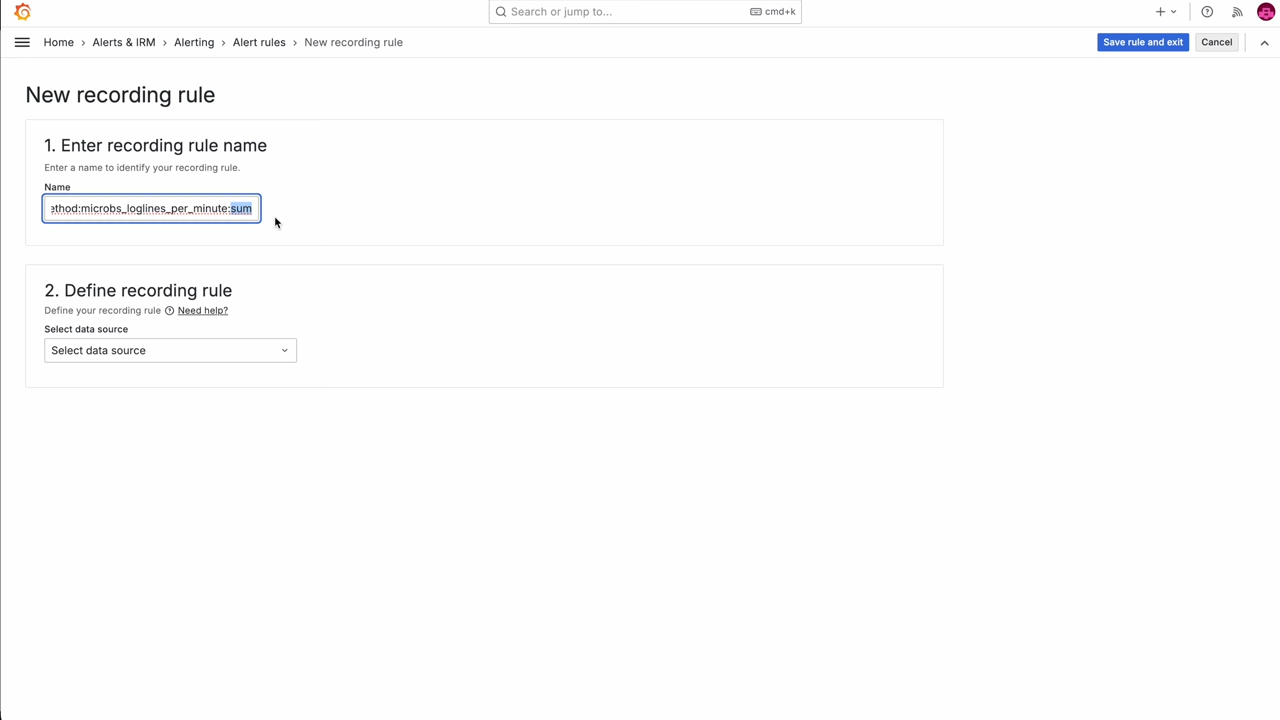 Search or jump to...
cmd+k
Home › Alerts & IRM › Alerting › Alert rules › New recording rule
Save rule and exit
Cancel
New recording rule
1. Enter recording rule name
Enter a name to identify your recording rule.
Name
ethod:microbs_loglines_per_minute:sum
2. Define recording rule
Define your recording rule
Need help?
Select data source
Select data source